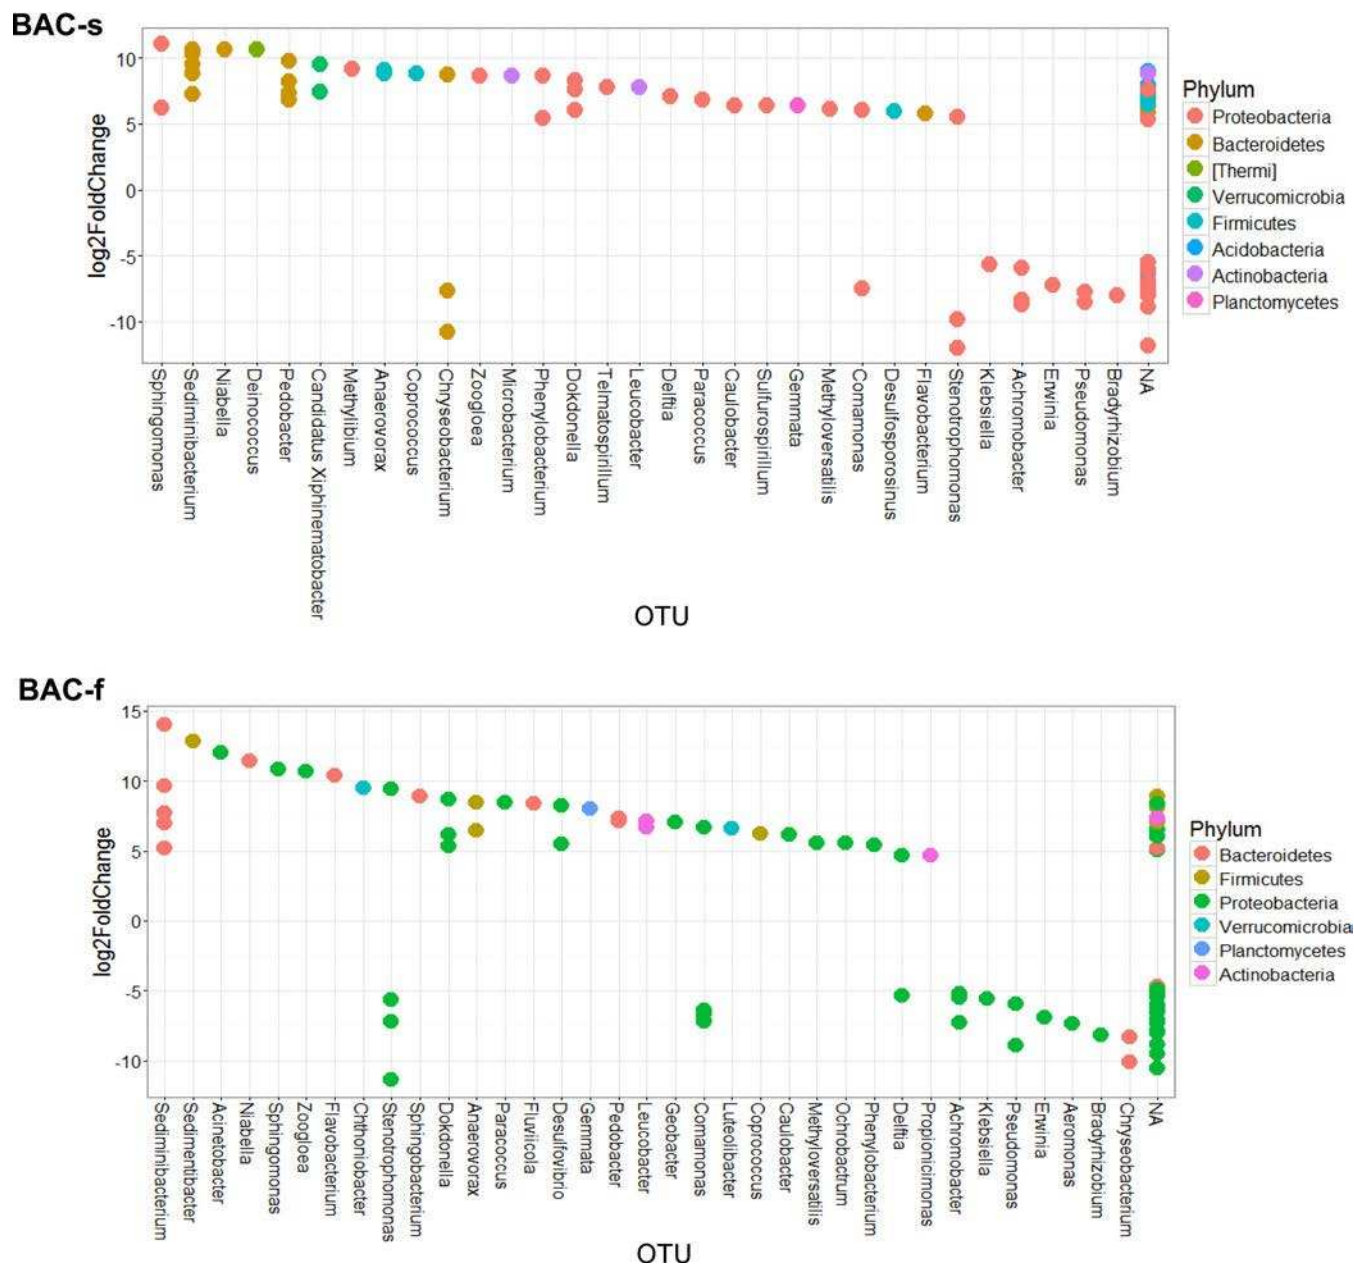 BAC-s
log2FoldChange
10
5
0
-5
-10
Sphingomonas
Sediminibacterium
Niabella
Deinococcus
Pedobacter
Candidatus Xiphinematobacter
Methylibium
Anaerovorax
Coprococcus
Chryseobacterium
Zoogloea
Microbacterium
Phenylobacterium
Dokdonella
Telmatospirillum
Leucobacter
Delftia
Paracoccus
Caulobacter
Sulfurospirillum
Gemmata
Methyloversatilis
Comamonas
Desulfosporosinus
Flavobacterium
Stenotrophomonas
Klebsiella
Achromobacter
Erwinia
Pseudomonas
Bradyrhizobium
NA
OTU
Phylum
Proteobacteria
Bacteroidetes
[Thermi]
Verrucomicrobia
Firmicutes
Acidobacteria
Actinobacteria
Planctomycetes
BAC-f
log2FoldChange
15
10
5
0
-5
-10
Sediminibacterium
Sedimentibacter
Acinetobacter
Niabella
Sphingomonas
Zoogloea
Flavobacterium
Chthoniobacter
Stenotrophomonas
Sphingobacterium
Dokdonella
Anaerovorax
Paracoccus
Fluviicola
Desulfovibrio
Gemmata
Pedobacter
Leucobacter
Geobacter
Comamonas
Luteolibacter
Coprococcus
Caulobacter
Methyloversatilis
Ochrobactrum
Phenylobacterium
Delftia
Propionicimonas
Achromobacter
Klebsiella
Pseudomonas
Erwinia
Aeromonas
Bradyrhizobium
Chryseobacterium
NA
OTU
Phylum
Bacteroidetes
Firmicutes
Proteobacteria
Verrucomicrobia
Planctomycetes
Actinobacteria